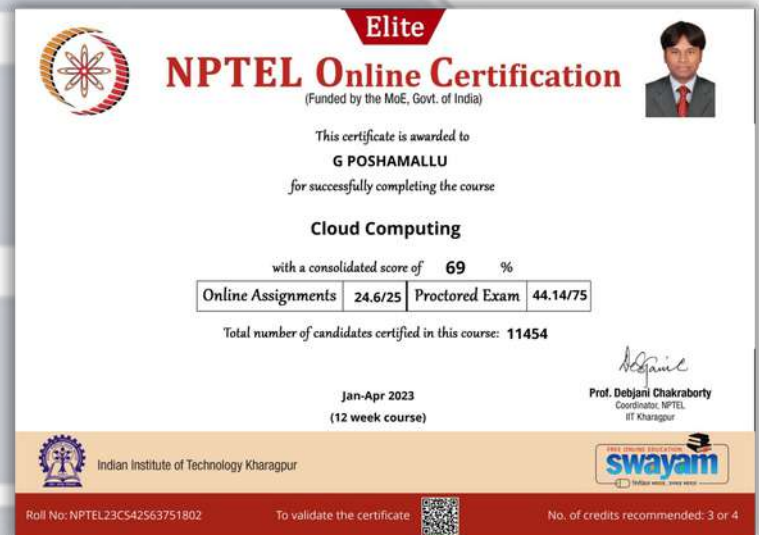 Elite
NPTEL Online Certification
(Funded by the MoE, Govt. of India)
This certificate is awarded to
G POSHAMALLU
for successfully completing the course
Cloud Computing
with a consolidated score of 69 %
Online Assignments 24.6/25 Proctored Exam 44.14/75
Total number of candidates certified in this course: 11454
Jan-Apr 2023
(12 week course)
Prof. Debjani Chakraborty
Coordinator, NPTEL
IIT Kharagpur
Indian Institute of Technology Kharagpur
FREE ONLINE EDUCATION
swayam
Roll No: NPTEL23CS42S63751802 To validate the certificate No. of credits recommended: 3 or 4